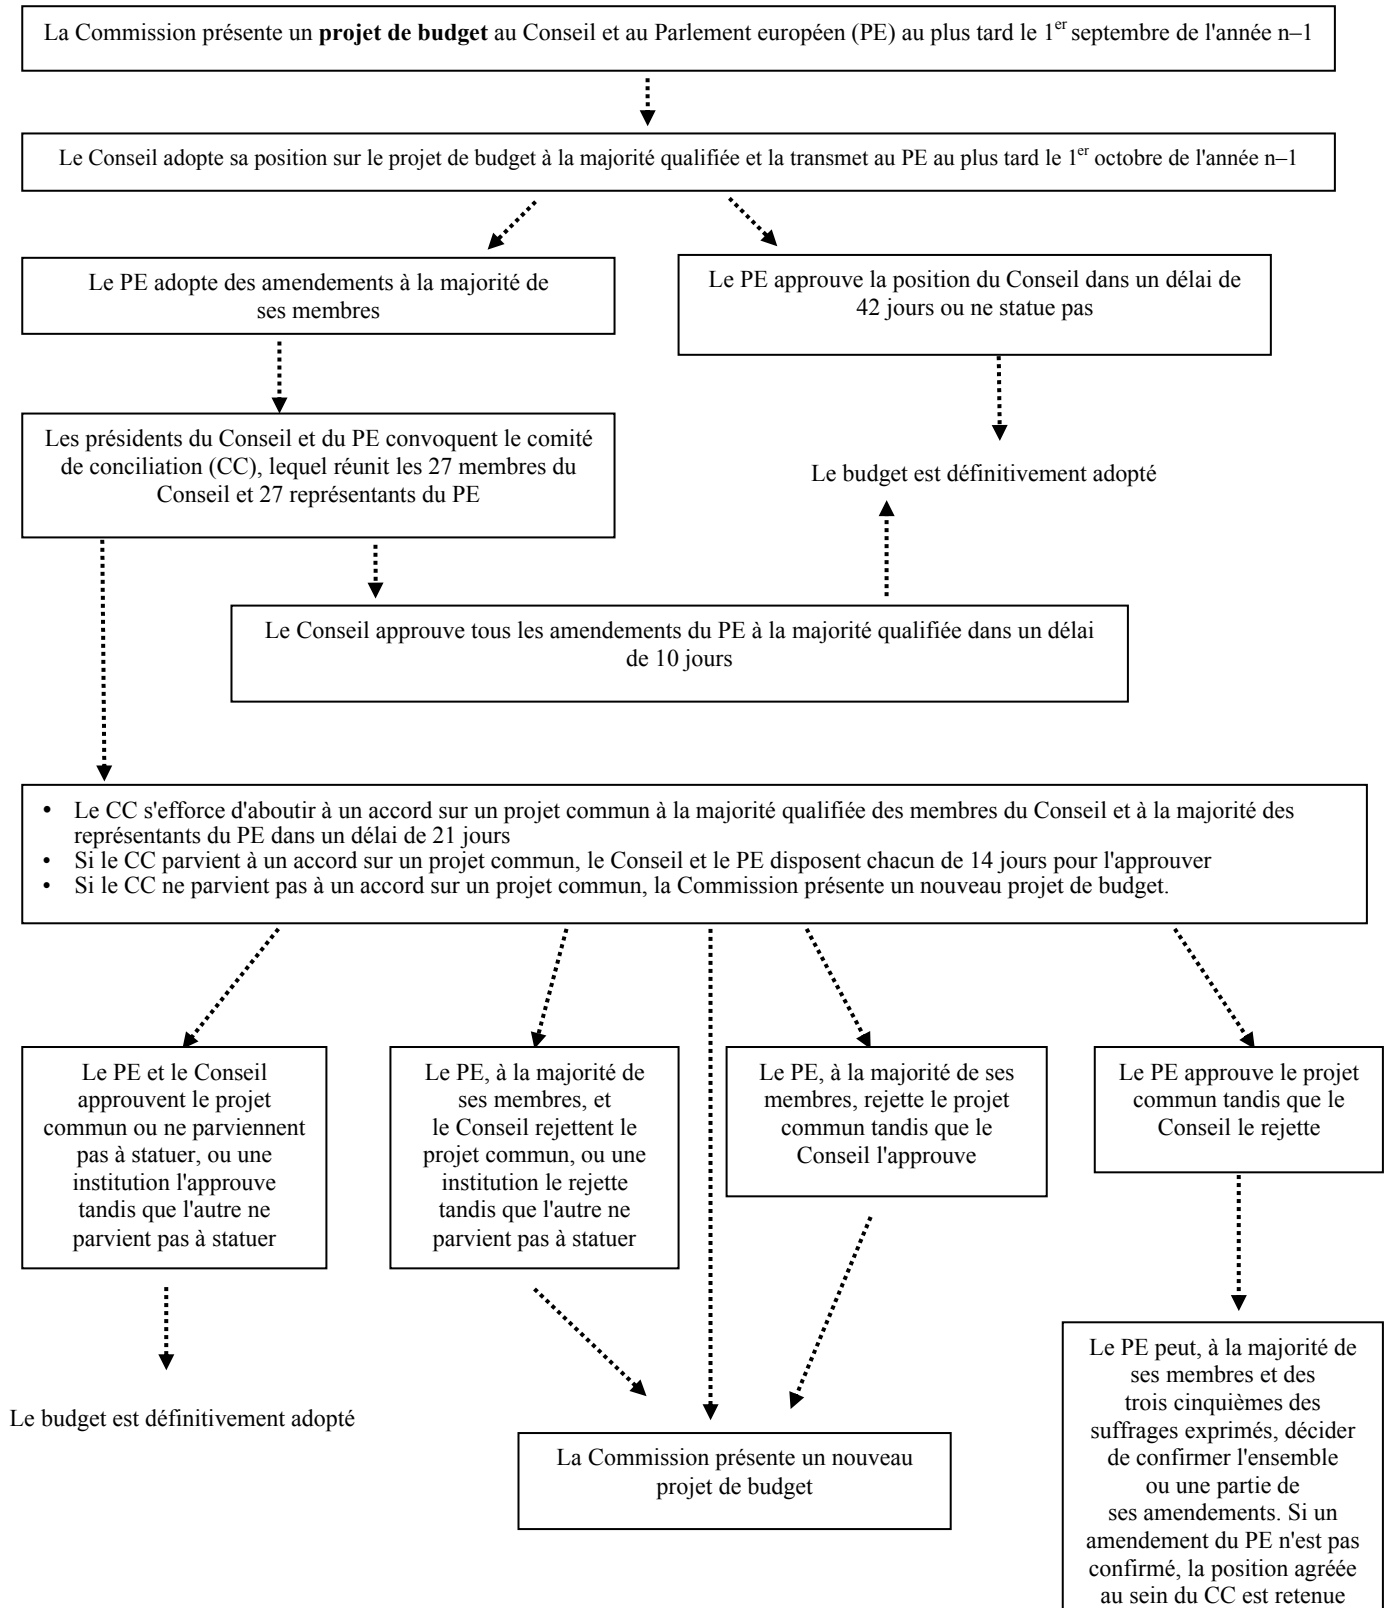 La Commission présente un projet de budget au Conseil et au Parlement européen (PE) au plus tard le 1er septembre de l'année n–1
Le Conseil adopte sa position sur le projet de budget à la majorité qualifiée et la transmet au PE au plus tard le 1er octobre de l'année n–1
Le PE adopte des amendements à la majorité de
ses membres
Le PE approuve la position du Conseil dans un délai de
42 jours ou ne statue pas
Les présidents du Conseil et du PE convoquent le comité
de conciliation (CC), lequel réunit les 27 membres du
Conseil et 27 représentants du PE
Le budget est définitivement adopté
Le Conseil approuve tous les amendements du PE à la majorité qualifiée dans un délai
de 10 jours
• Le CC s'efforce d'aboutir à un accord sur un projet commun à la majorité qualifiée des membres du Conseil et à la majorité des
représentants du PE dans un délai de 21 jours
• Si le CC parvient à un accord sur un projet commun, le Conseil et le PE disposent chacun de 14 jours pour l'approuver
• Si le CC ne parvient pas à un accord sur un projet commun, la Commission présente un nouveau projet de budget.
Le PE et le Conseil
approuvent le projet
commun ou ne parviennent
pas à statuer, ou une
institution l'approuve
tandis que l'autre ne
parvient pas à statuer
Le PE, à la majorité de
ses membres, et
le Conseil rejettent le
projet commun, ou une
institution le rejette
tandis que l'autre ne
parvient pas à statuer
Le PE, à la majorité de ses
membres, rejette le projet
commun tandis que le
Conseil l'approuve
Le PE approuve le projet
commun tandis que le
Conseil le rejette
Le budget est définitivement adopté
La Commission présente un nouveau
projet de budget
Le PE peut, à la majorité de
ses membres et des
trois cinquièmes des
suffrages exprimés, décider
de confirmer l'ensemble
ou une partie de
ses amendements. Si un
amendement du PE n'est pas
confirmé, la position agréée
au sein du CC est retenue